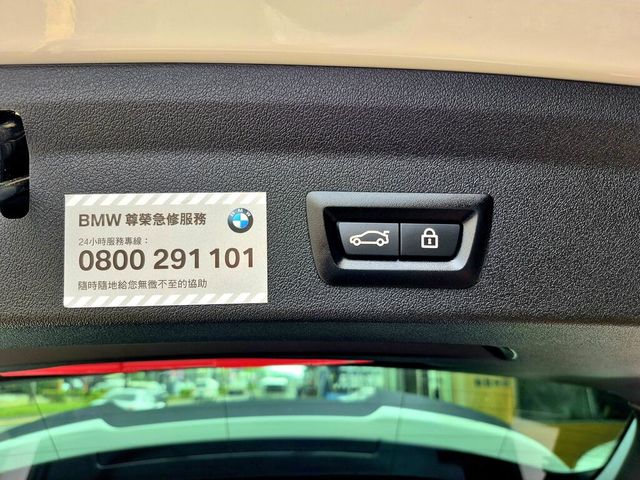 BMW 尊榮急修服務
24小時服務專線：
0800 291 101
隨時隨地給您無微不至的協助